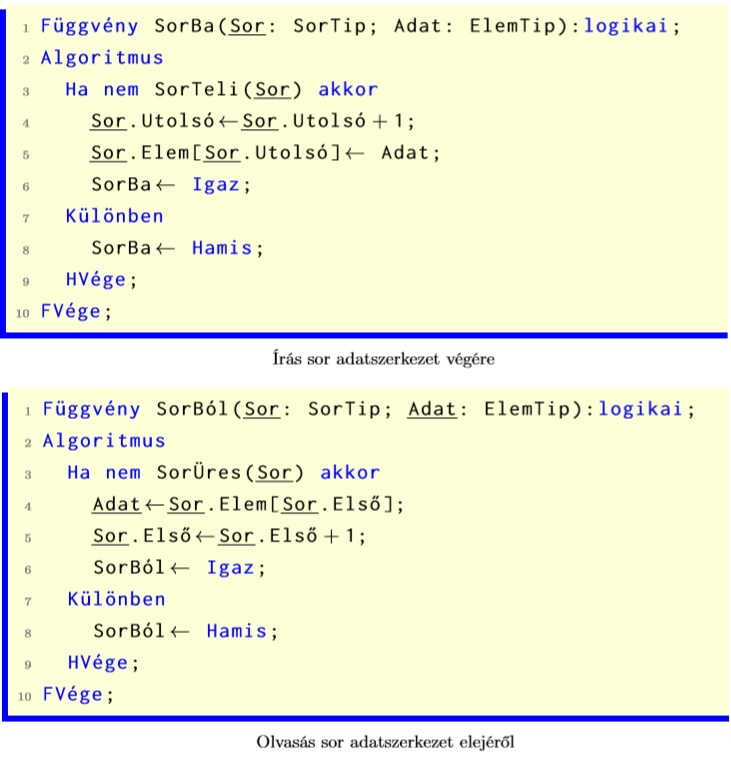 1 Függvény SorBa(Sor: SorTip; Adat: ElemTip):logikai;
2 Algoritmus
3 Ha nem SorTeli(Sor) akkor
4 Sor.Utolsó←Sor.Utolsó+1;
5 Sor.Elem[Sor.Utolsó]← Adat;
6 SorBa← Igaz;
7 Különben
8 SorBa← Hamis;
9 HVége;
10 FVége;
Írás sor adatszerkezet végére
1 Függvény SorBól(Sor: SorTip; Adat: ElemTip):logikai;
2 Algoritmus
3 Ha nem SorÜres(Sor) akkor
4 Adat←Sor.Elem[Sor.Első];
5 Sor.Első←Sor.Első+1;
6 SorBól← Igaz;
7 Különben
8 SorBól← Hamis;
9 HVége;
10 FVége;
Olvasás sor adatszerkezet elejéről